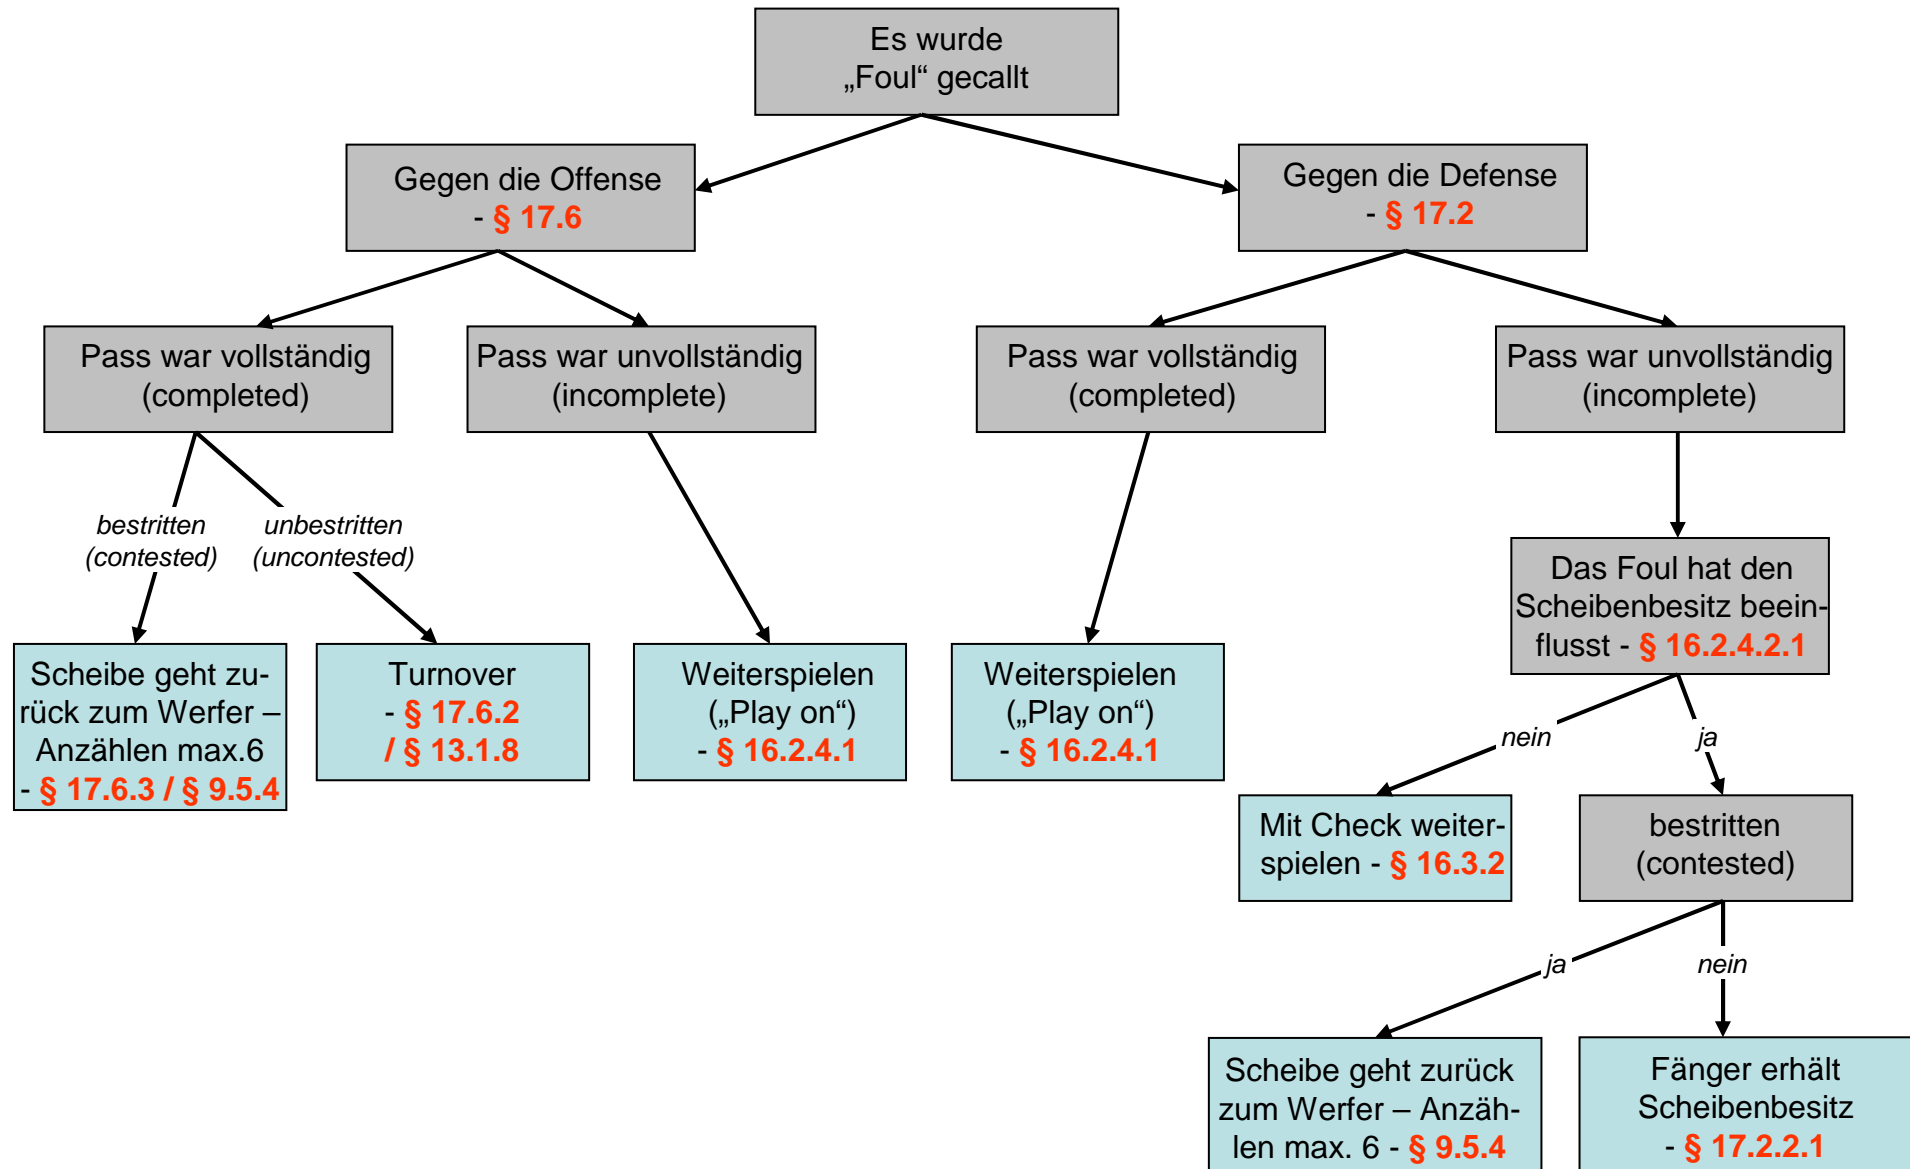 Es wurde
„Foul“ gecallt
Gegen die Offense
- § 17.6
Gegen die Defense
- § 17.2
Pass war vollständig
(completed)
Pass war unvollständig
(incomplete)
Pass war vollständig
(completed)
Pass war unvollständig
(incomplete)
bestritten
(contested)
unbestritten
(uncontested)
Das Foul hat den
Scheibenbesitz beein-
flusst - § 16.2.4.2.1
Scheibe geht zu-
rück zum Werfer –
Anzählen max.6
- § 17.6.3 / § 9.5.4
Turnover
- § 17.6.2
/ § 13.1.8
Weiterspielen
(„Play on“)
- § 16.2.4.1
Weiterspielen
(„Play on“)
- § 16.2.4.1
nein
ja
Mit Check weiter-
spielen - § 16.3.2
bestritten
(contested)
ja
nein
Scheibe geht zurück
zum Werfer – Anzäh-
len max. 6 - § 9.5.4
Fänger erhält
Scheibenbesitz
- § 17.2.2.1